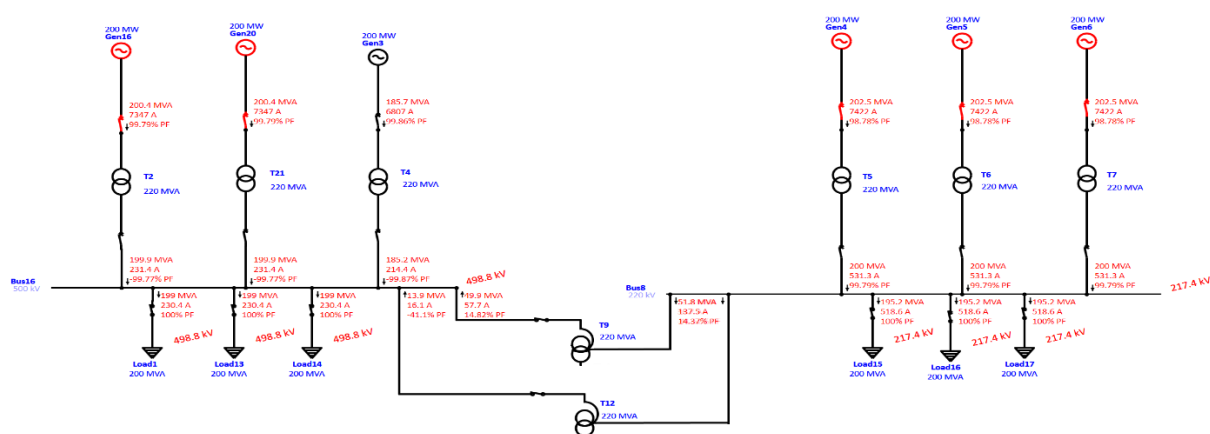 200 MW
Gen16
200 MW
Gen20
200 MW
Gen3
200 MW
Gen4
200 MW
Gen5
200 MW
Gen6
200.4 MVA
7347 A
99.79% PF
200.4 MVA
7347 A
99.79% PF
185.7 MVA
6807 A
99.86% PF
202.5 MVA
7422 A
98.78% PF
202.5 MVA
7422 A
98.78% PF
202.5 MVA
7422 A
98.78% PF
T2
220 MVA
T21
220 MVA
T4
220 MVA
T5
220 MVA
T6
220 MVA
T7
220 MVA
199.9 MVA
231.4 A
-99.77% PF
199.9 MVA
231.4 A
-99.77% PF
185.2 MVA
214.4 A
-99.87% PF
200 MVA
531.3 A
99.79% PF
200 MVA
531.3 A
99.79% PF
200 MVA
531.3 A
99.79% PF
Bus16
500 kV
498.8 kV
Bus8
220 kV
217.4 kV
199 MVA
230.4 A
100% PF
199 MVA
230.4 A
100% PF
199 MVA
230.4 A
100% PF
13.9 MVA
16.1 A
-41.1% PF
49.9 MVA
57.7 A
14.82% PF
51.8 MVA
137.5 A
14.37% PF
195.2 MVA
518.6 A
100% PF
195.2 MVA
518.6 A
100% PF
195.2 MVA
518.6 A
100% PF
498.8 kV
498.8 kV
498.8 kV
217.4 kV
217.4 kV
217.4 kV
T9
220 MVA
T12
220 MVA
Load1
200 MVA
Load13
200 MVA
Load14
200 MVA
Load15
200 MVA
Load16
200 MVA
Load17
200 MVA